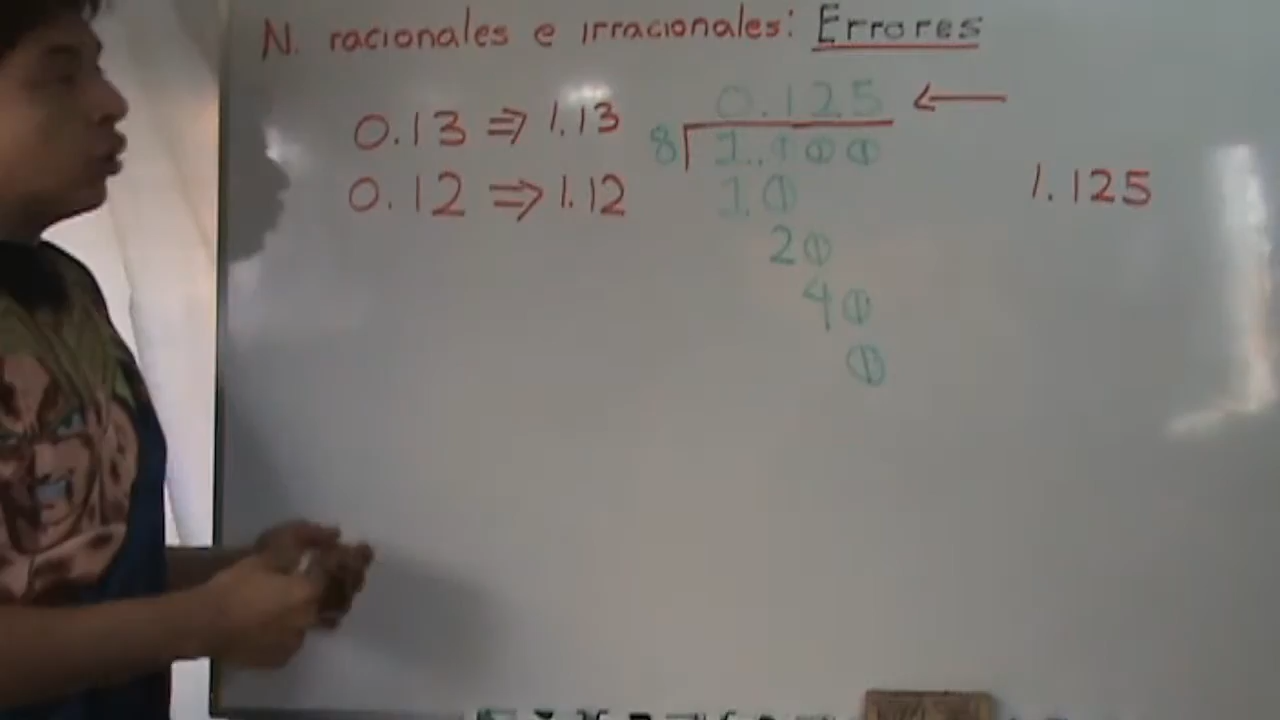 N. racionales e irracionales: Errores
0.13 ⇒ 1.13
0.12 ⇒ 1.12
0.125 ←
8 1.000
10
20
40
0
1.125